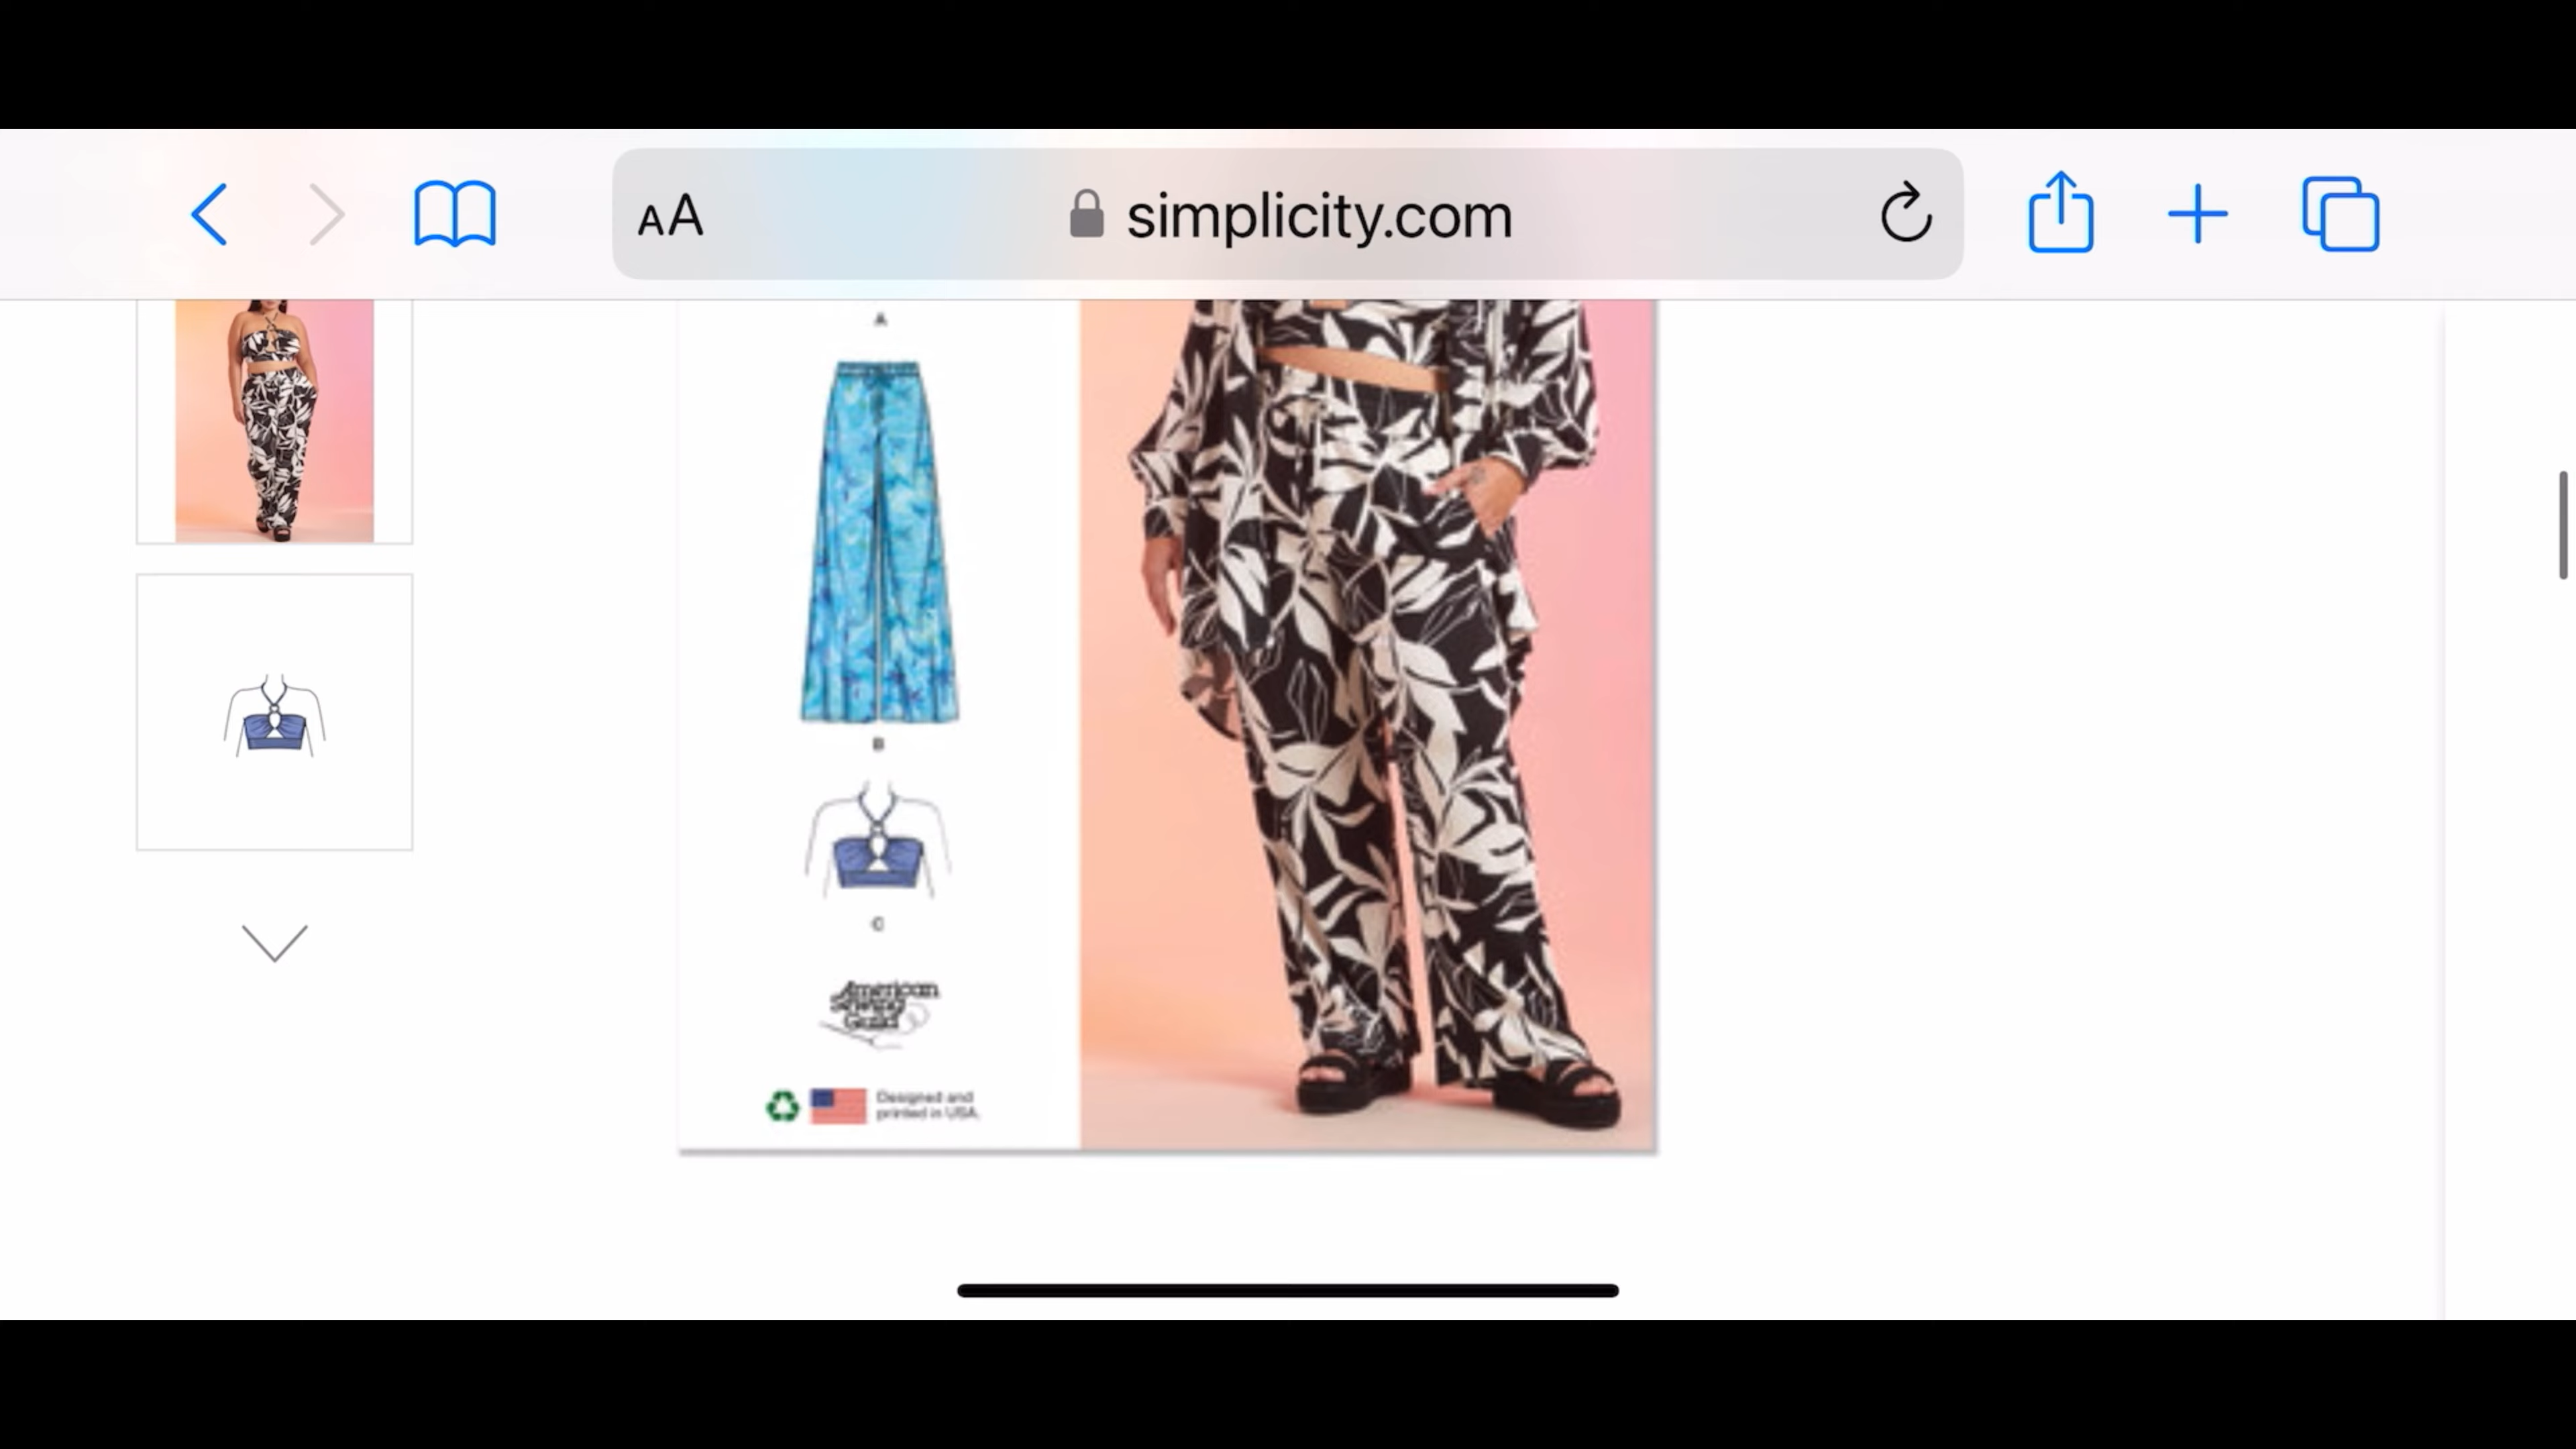 AA
simplicity.com
A
B
C
American
Sewing
Guild
Designed and
printed in USA.